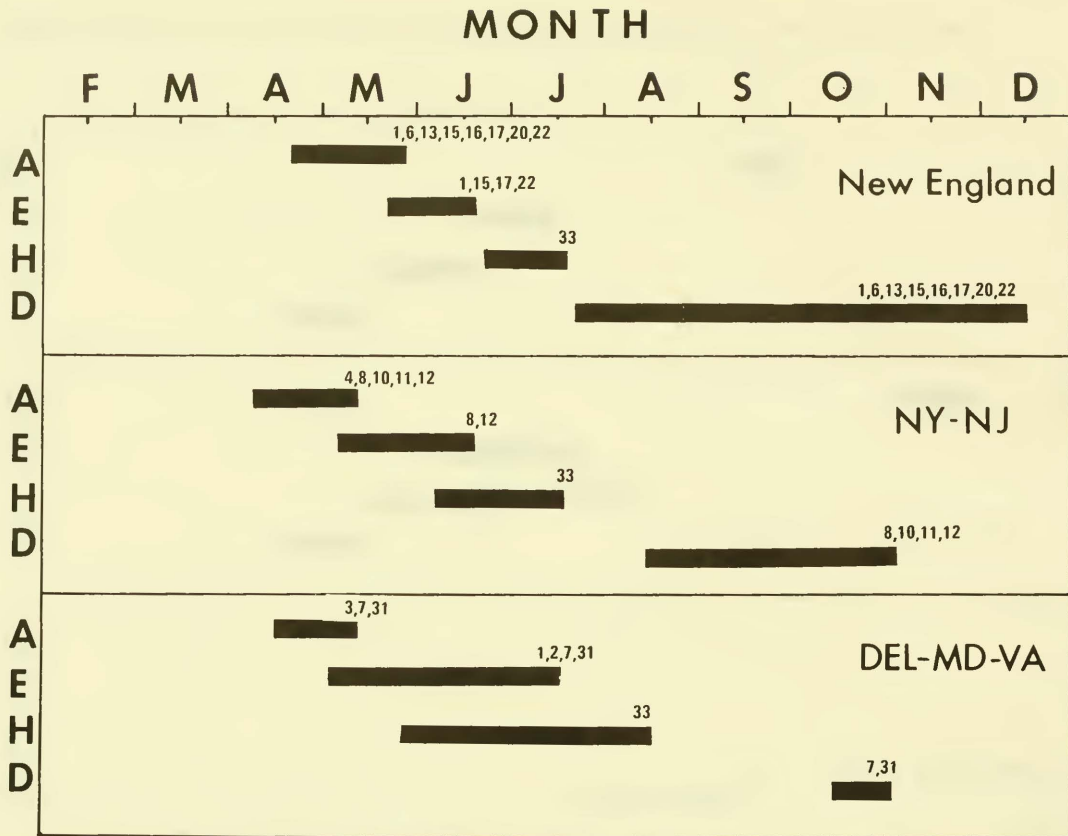 MONTH
F M A M J J A S O N D
A 1,6,13,15,16,17,20,22
New England
E 1,15,17,22
H 33
D 1,6,13,15,16,17,20,22
A 4,8,10,11,12
NY-NJ
E 8,12
H 33
D 8,10,11,12
A 3,7,31
DEL-MD-VA
E 1,2,7,31
H 33
D 7,31